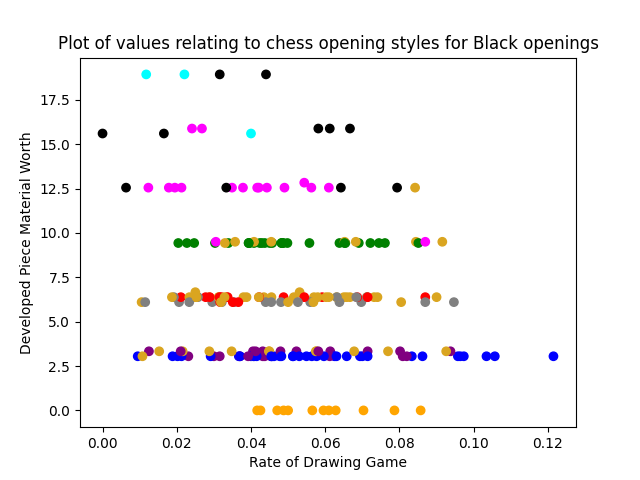 Plot of values relating to chess opening styles for Black openings
Developed Piece Material Worth
17.5
15.0
12.5
10.0
7.5
5.0
2.5
0.0
0.00 0.02 0.04 0.06 0.08 0.10 0.12
Rate of Drawing Game